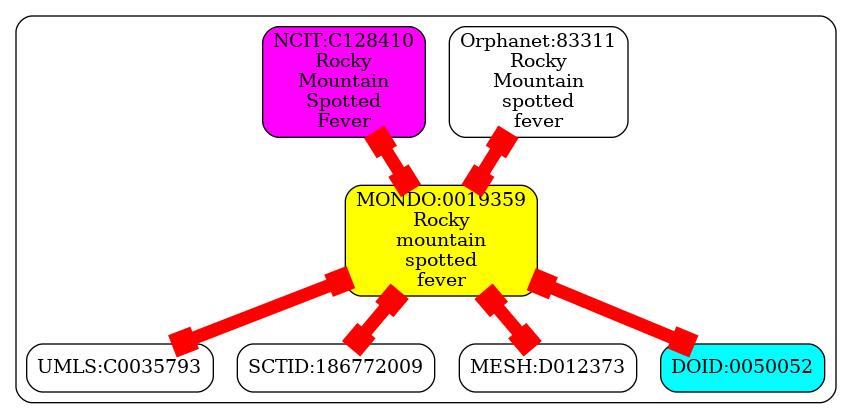 NCIT:C128410
Rocky
Mountain
Spotted
Fever
Orphanet:83311
Rocky
Mountain
spotted
fever
MONDO:0019359
Rocky
mountain
spotted
fever
UMLS:C0035793
SCTID:186772009
MESH:D012373
DOID:0050052